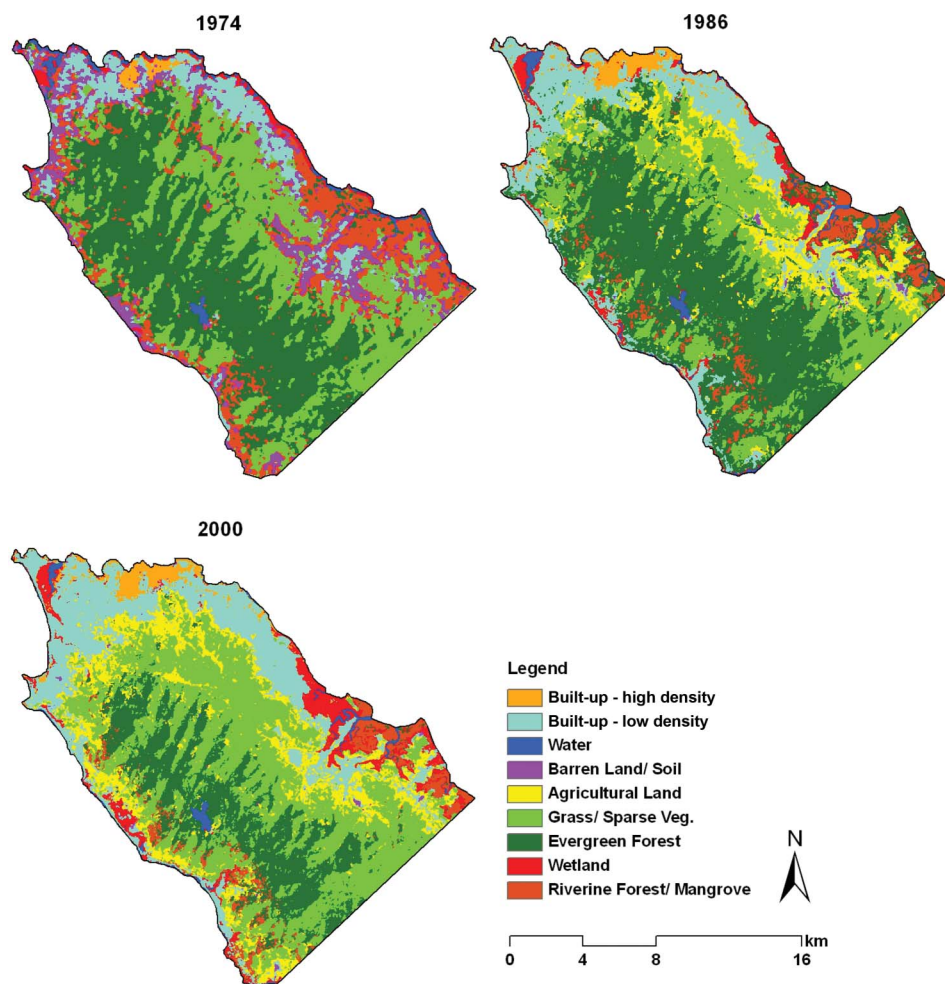 1974
1986
2000
Legend
Built-up - high density
Built-up - low density
Water
Barren Land/ Soil
Agricultural Land
Grass/ Sparse Veg.
Evergreen Forest
Wetland
Riverine Forest/ Mangrove
N
km
0 4 8 16